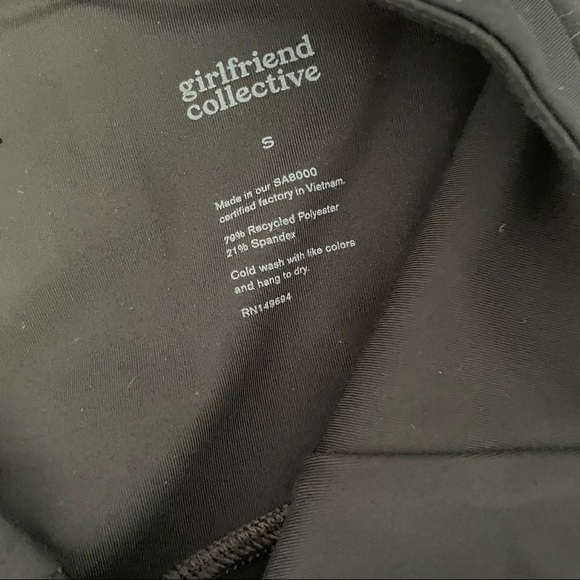 girlfriend
collective
S
Made in our SA8000
certified factory in Vietnam.
79% Recycled Polyester
21% Spandex
Cold wash with like colors
and hang to dry.
RN149694